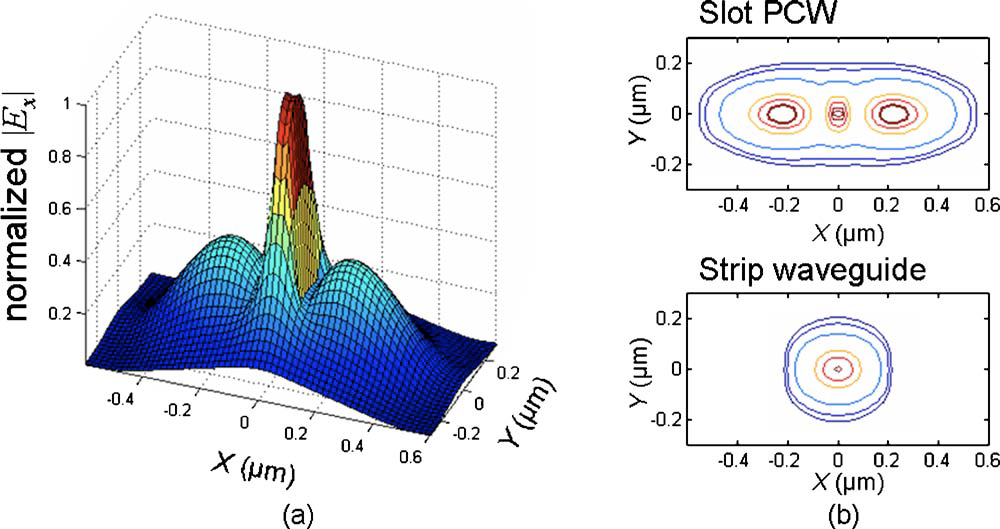 normalized |Eₓ|
1
0.8
0.6
0.4
0.2
-0.4
-0.2
0
0.2
0.4
0.6
X (µm)
-0.2
0
0.2
Y (µm)
(a)
Slot PCW
Y (µm)
0.2
0
-0.2
-0.4 -0.2 0 0.2 0.4 0.6
X (µm)
Strip waveguide
Y (µm)
0.2
0
-0.2
-0.4 -0.2 0 0.2 0.4 0.6
X (µm)
(b)